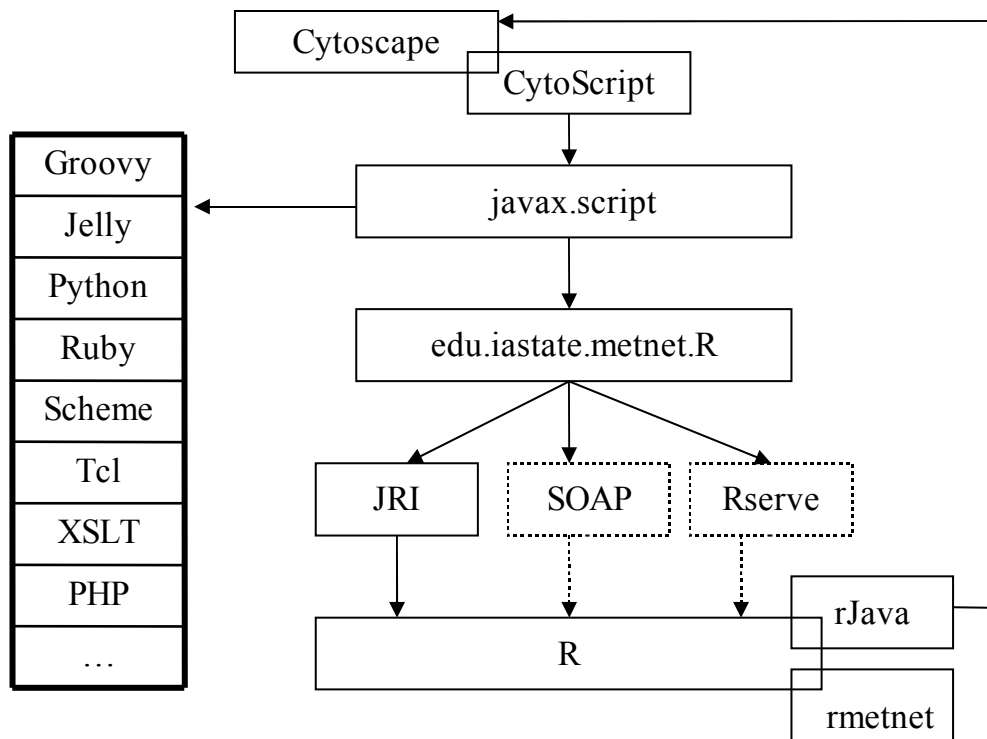 Cytoscape
CytoScript
Groovy
Jelly
Python
Ruby
Scheme
Tcl
XSLT
PHP
…
javax.script
edu.iastate.metnet.R
JRI
SOAP
Rserve
rJava
R
rmetnet